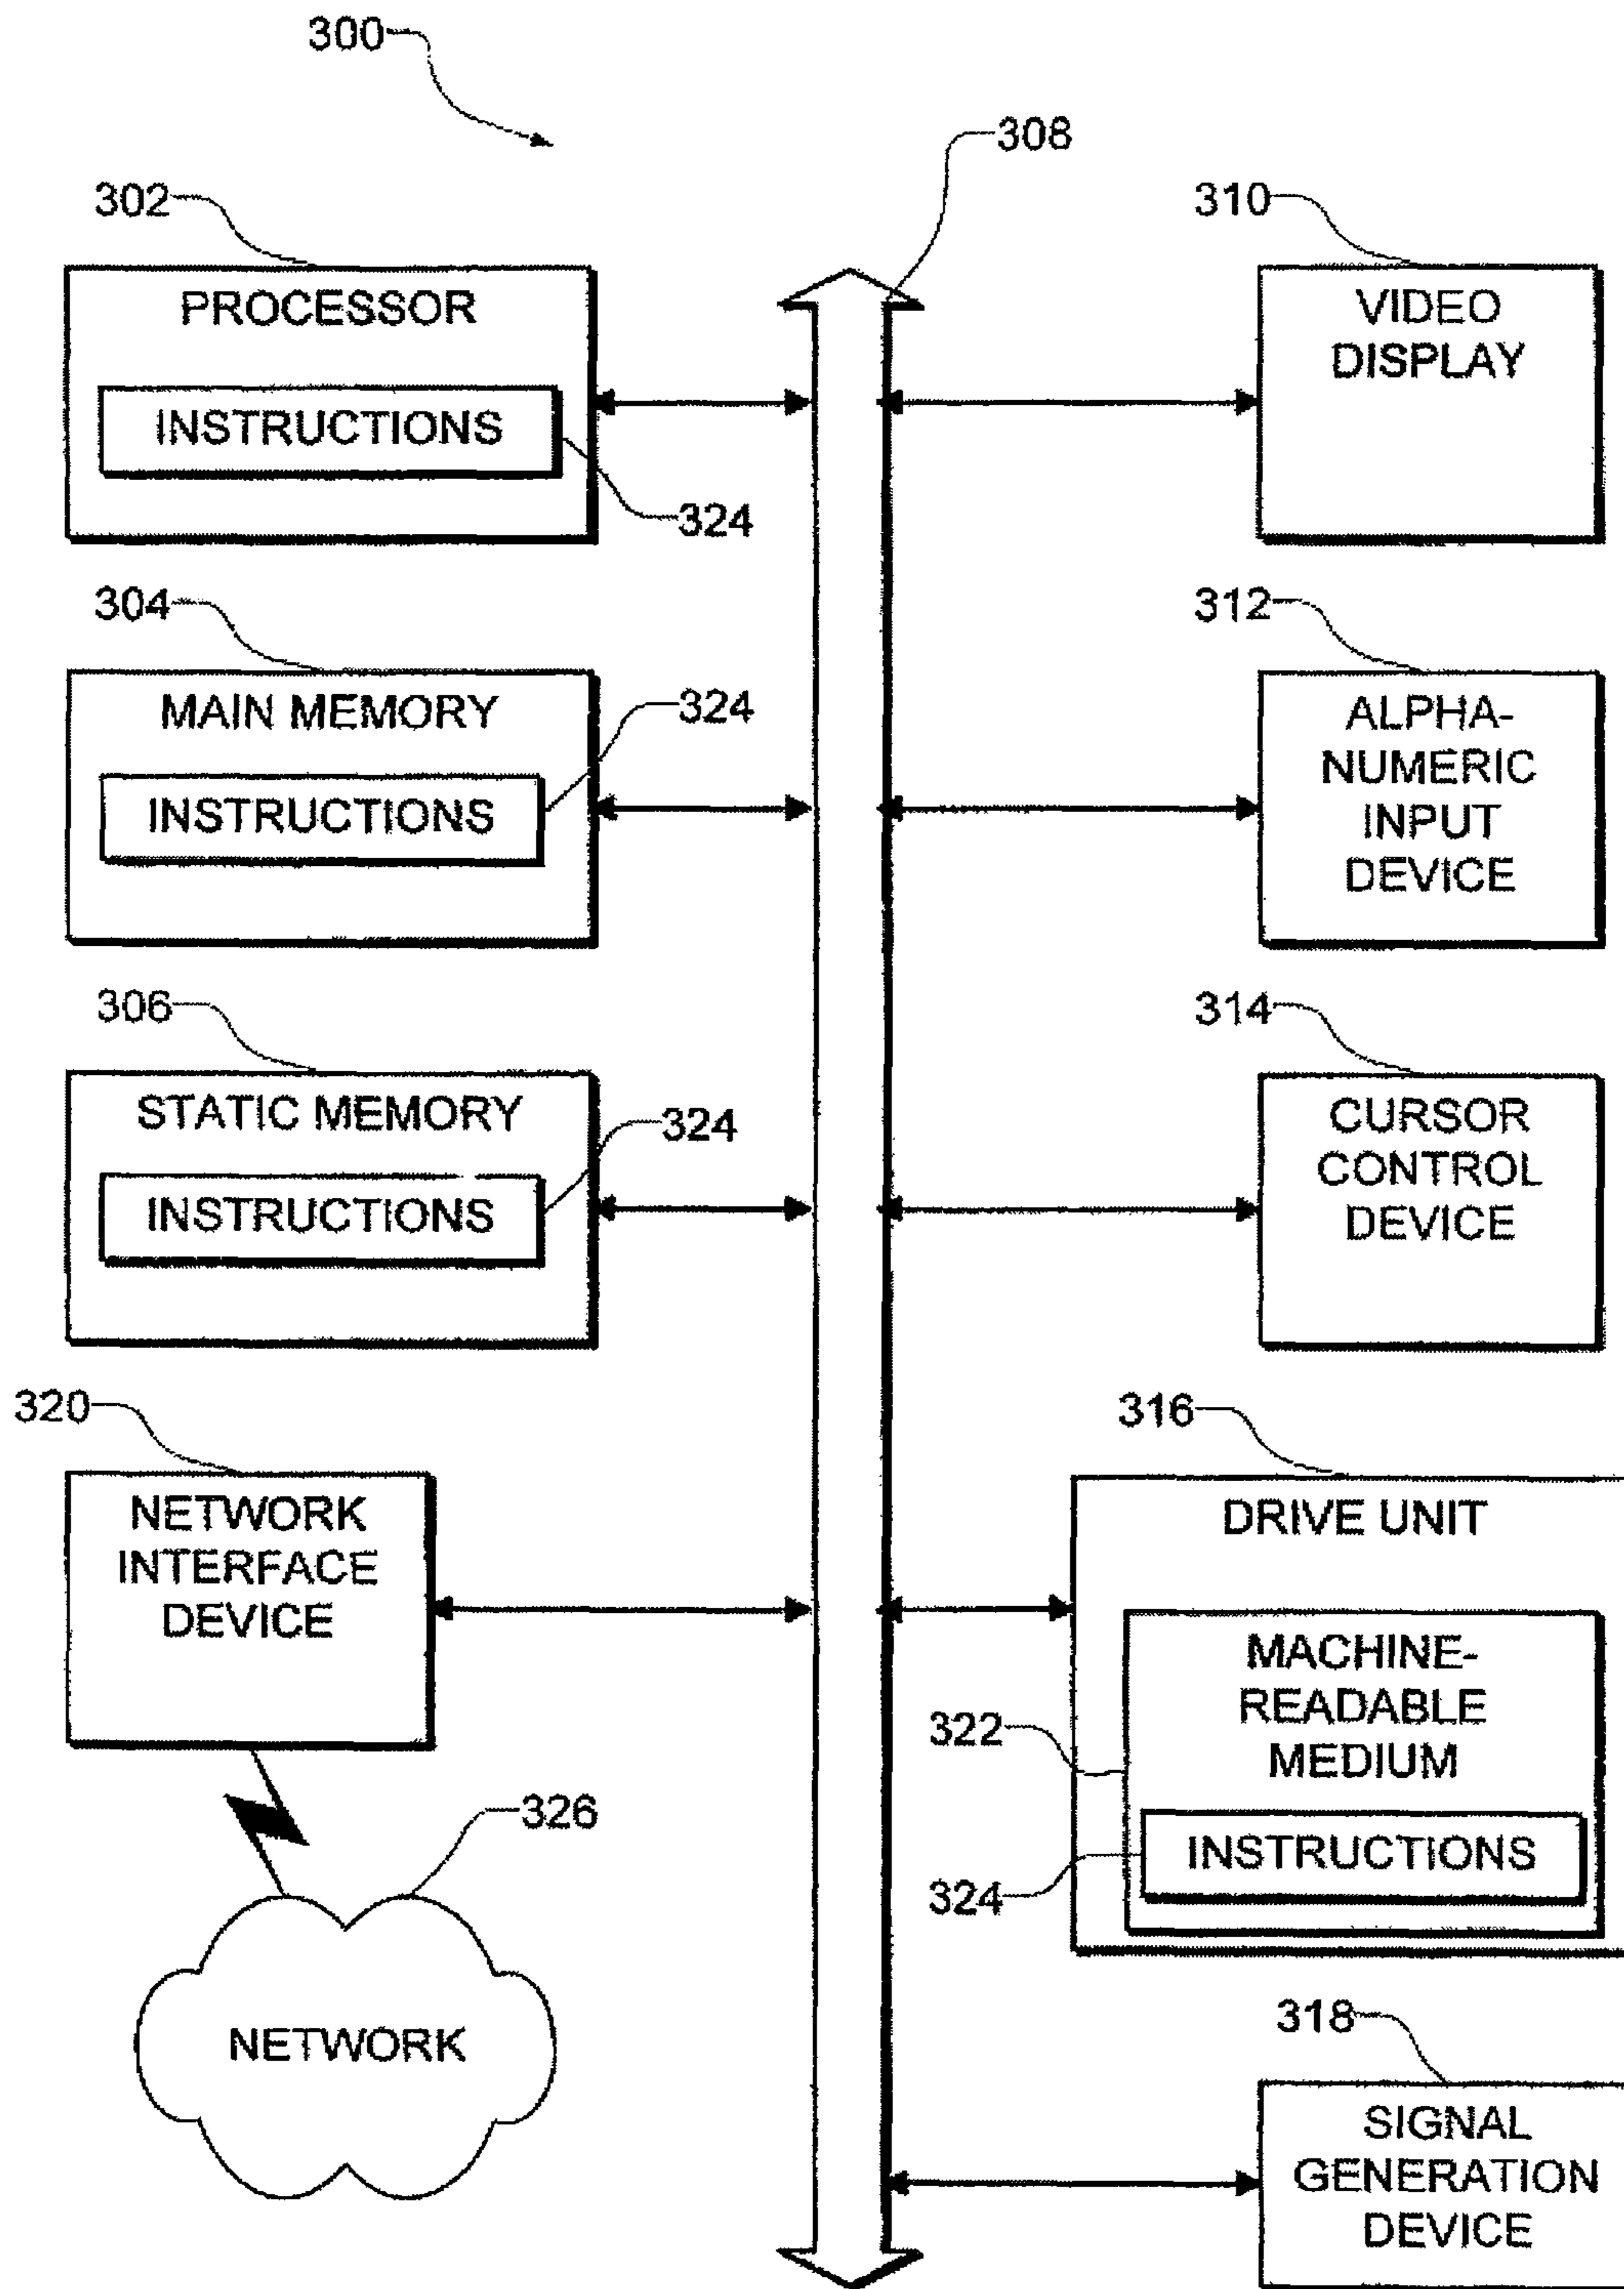 300
308
302
PROCESSOR
INSTRUCTIONS
324
310
VIDEO
DISPLAY
304
MAIN MEMORY
324
INSTRUCTIONS
312
ALPHA-
NUMERIC
INPUT
DEVICE
306
STATIC MEMORY
324
INSTRUCTIONS
314
CURSOR
CONTROL
DEVICE
320
NETWORK
INTERFACE
DEVICE
316
DRIVE UNIT
MACHINE-
READABLE
MEDIUM
322
INSTRUCTIONS
324
326
NETWORK
318
SIGNAL
GENERATION
DEVICE